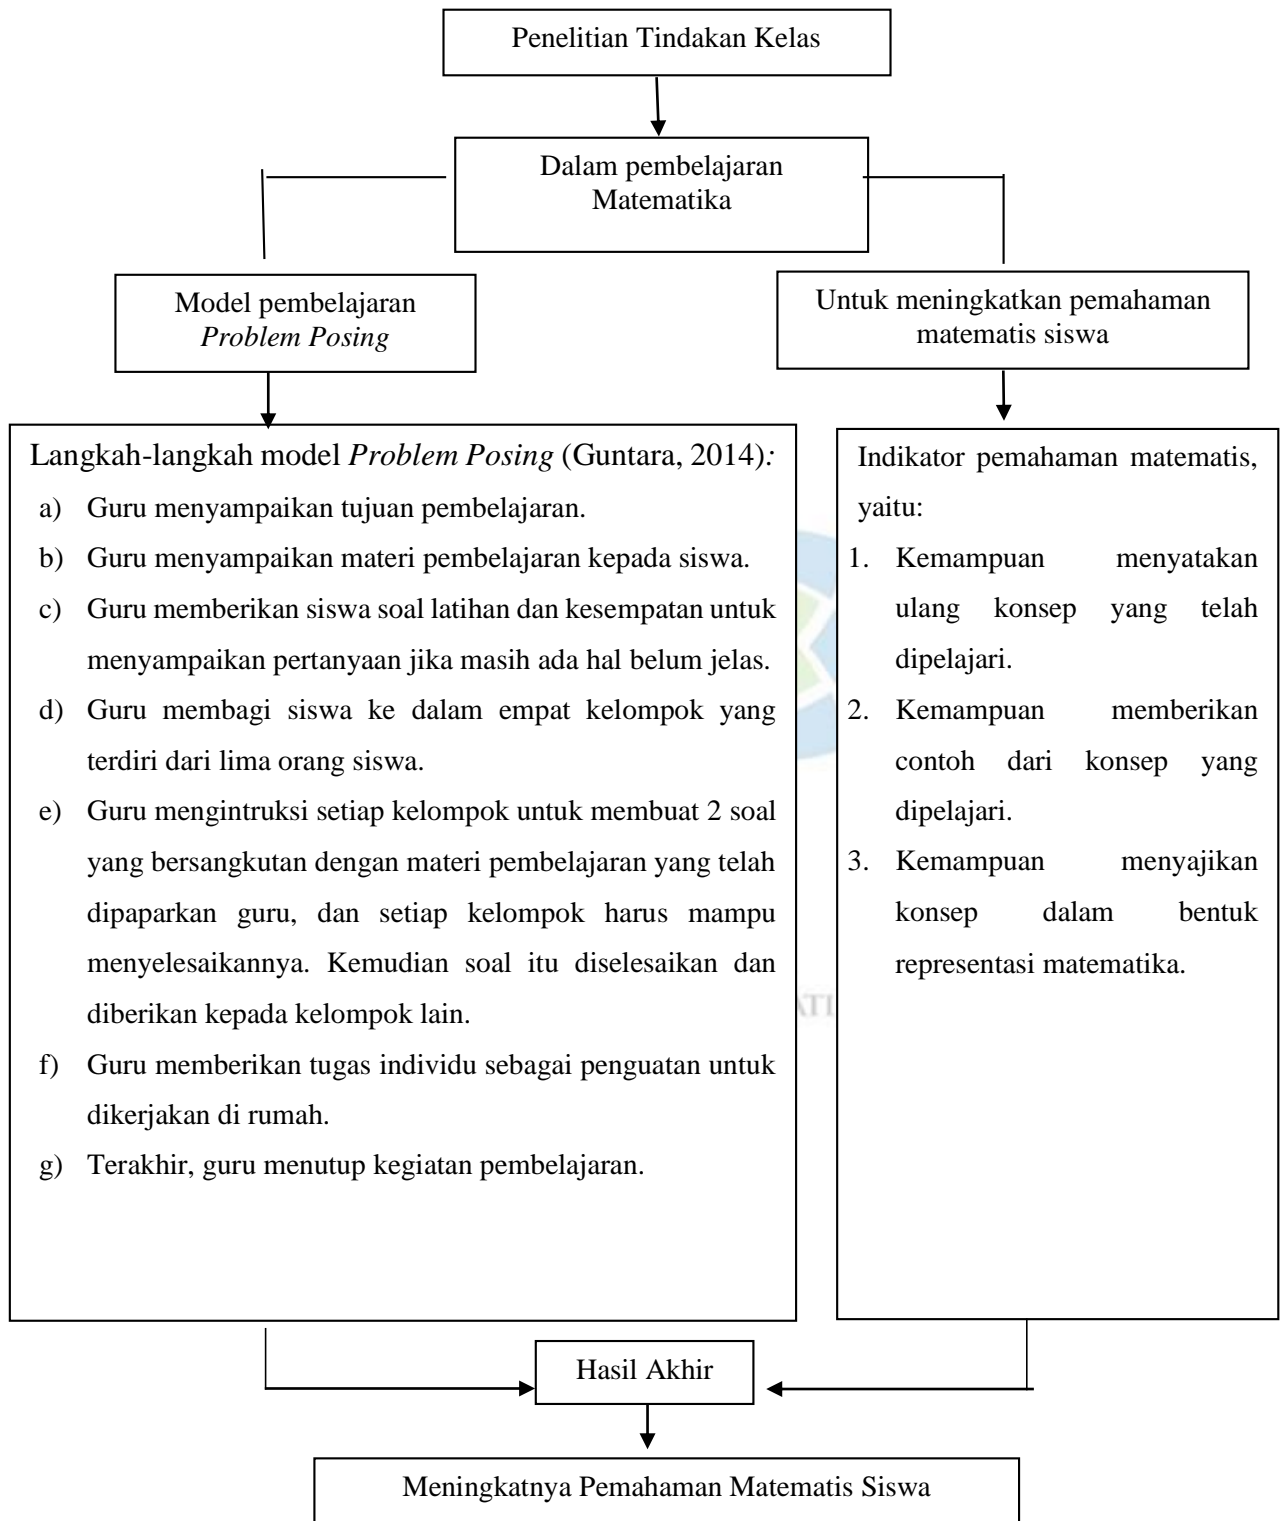 Penelitian Tindakan Kelas
Dalam pembelajaran
Matematika
Model pembelajaran
Problem Posing
Untuk meningkatkan pemahaman
matematis siswa
Langkah-langkah model Problem Posing (Guntara, 2014):
a) Guru menyampaikan tujuan pembelajaran.
b) Guru menyampaikan materi pembelajaran kepada siswa.
c) Guru memberikan siswa soal latihan dan kesempatan untuk
menyampaikan pertanyaan jika masih ada hal belum jelas.
d) Guru membagi siswa ke dalam empat kelompok yang
terdiri dari lima orang siswa.
e) Guru mengintruksi setiap kelompok untuk membuat 2 soal
yang bersangkutan dengan materi pembelajaran yang telah
dipaparkan guru, dan setiap kelompok harus mampu
menyelesaikannya. Kemudian soal itu diselesaikan dan
diberikan kepada kelompok lain.
f) Guru memberikan tugas individu sebagai penguatan untuk
dikerjakan di rumah.
g) Terakhir, guru menutup kegiatan pembelajaran.
Indikator pemahaman matematis,
yaitu:
1. Kemampuan menyatakan
ulang konsep yang telah
dipelajari.
2. Kemampuan memberikan
contoh dari konsep yang
dipelajari.
3. Kemampuan menyajikan
konsep dalam bentuk
representasi matematika.
Hasil Akhir
Meningkatnya Pemahaman Matematis Siswa